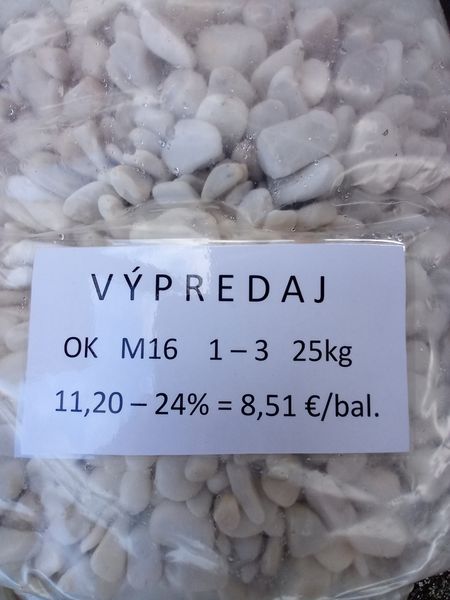 VÝPREDAJ
OK M16 1 – 3 25kg
11,20 – 24% = 8,51 €/bal.